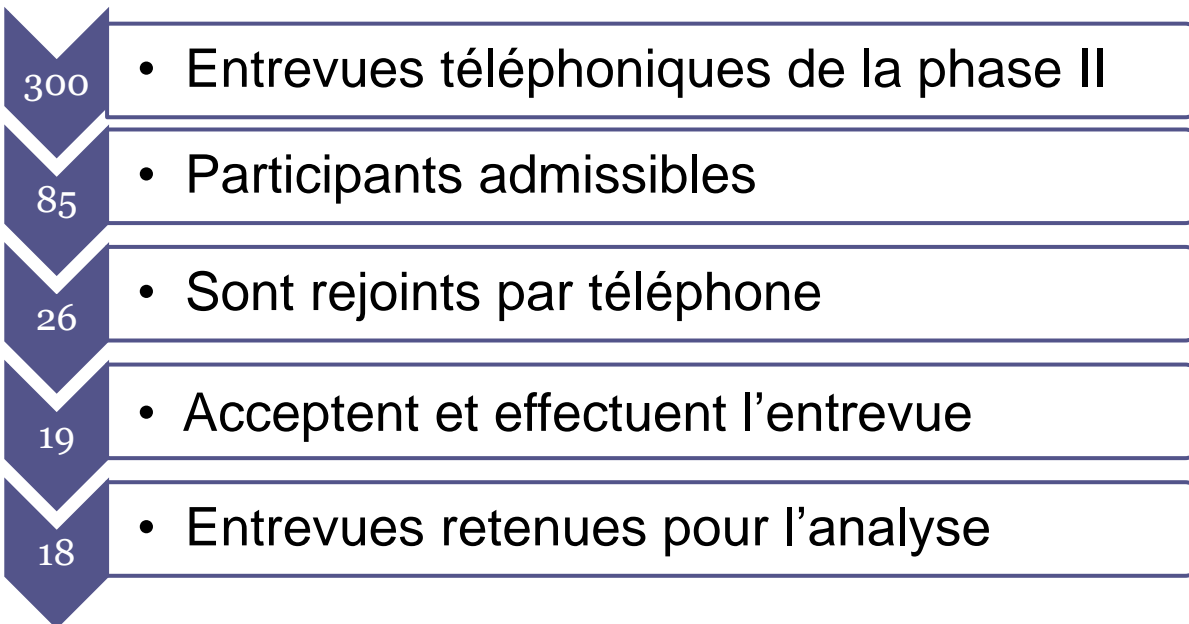 300
• Entrevues téléphoniques de la phase II
85
• Participants admissibles
26
• Sont rejoints par téléphone
19
• Acceptent et effectuent l’entrevue
18
• Entrevues retenues pour l’analyse